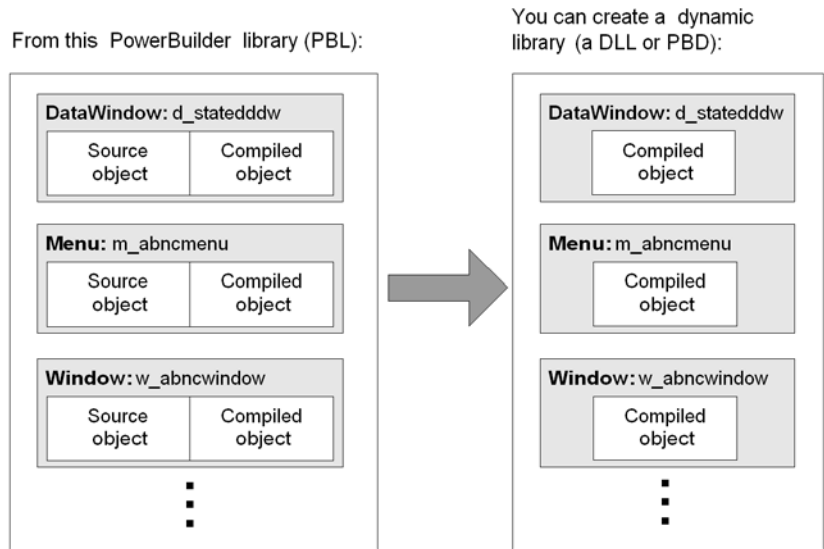 From this PowerBuilder library (PBL):
DataWindow: d_statedddw
Source object
Compiled object
Menu: m_abncmenu
Source object
Compiled object
Window: w_abncwindow
Source object
Compiled object
You can create a dynamic
library (a DLL or PBD):
DataWindow: d_statedddw
Compiled object
Menu: m_abncmenu
Compiled object
Window: w_abncwindow
Compiled object